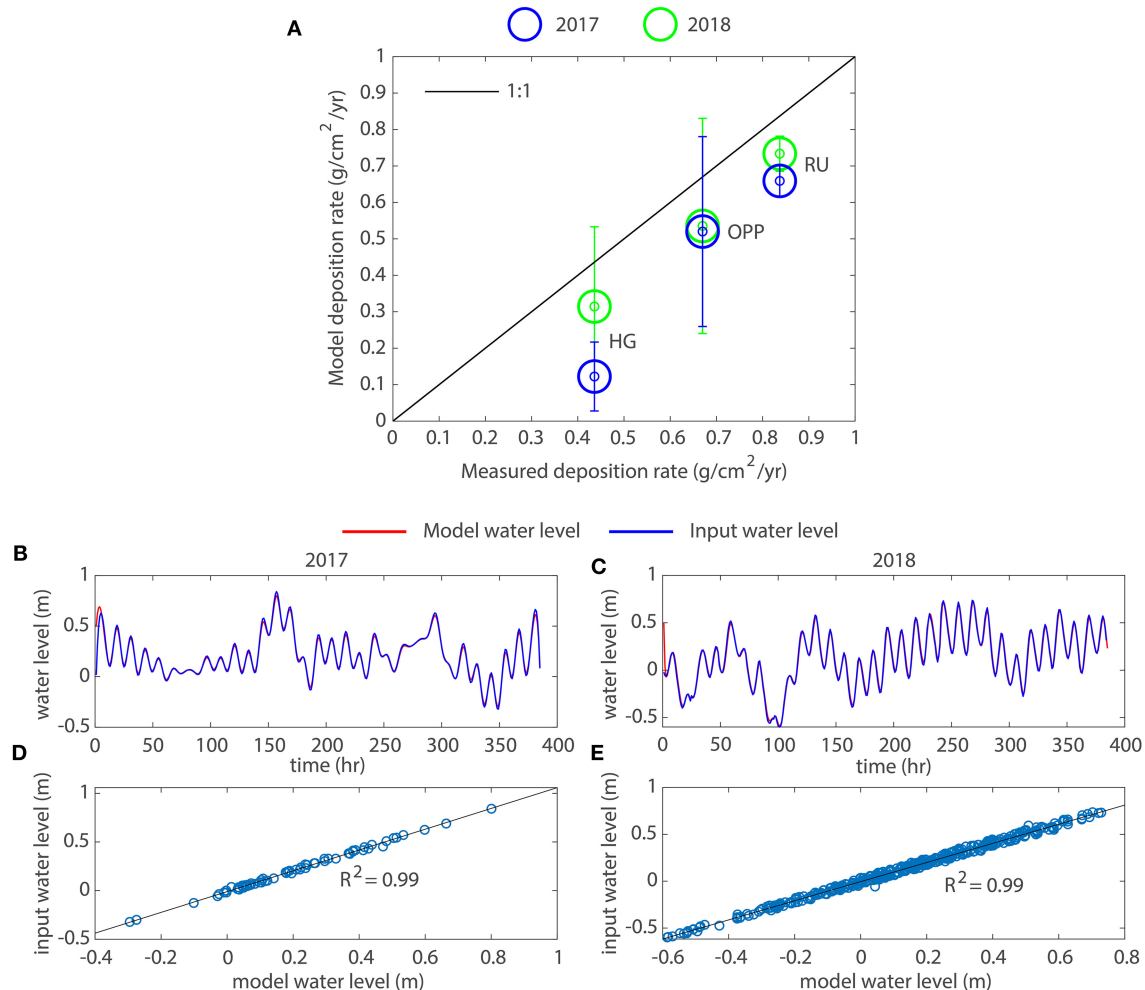 A
2017 2018
1:1
Model deposition rate (g/cm2/yr)
1
0.9
0.8
0.7
0.6
0.5
0.4
0.3
0.2
0.1
0
RU
OPP
HG
0 0.1 0.2 0.3 0.4 0.5 0.6 0.7 0.8 0.9 1
Measured deposition rate (g/cm2/yr)
Model water level Input water level
B
2017
water level (m)
1
0.5
0
-0.5
0 50 100 150 200 250 300 350 400
time (hr)
C
2018
water level (m)
1
0.5
0
-0.5
0 50 100 150 200 250 300 350 400
time (hr)
D
input water level (m)
1
0.5
0
-0.5
R2 = 0.99
-0.4 -0.2 0 0.2 0.4 0.6 0.8 1
model water level (m)
E
input water level (m)
1
0.5
0
-0.5
R2 = 0.99
-0.6 -0.4 -0.2 0 0.2 0.4 0.6 0.8
model water level (m)